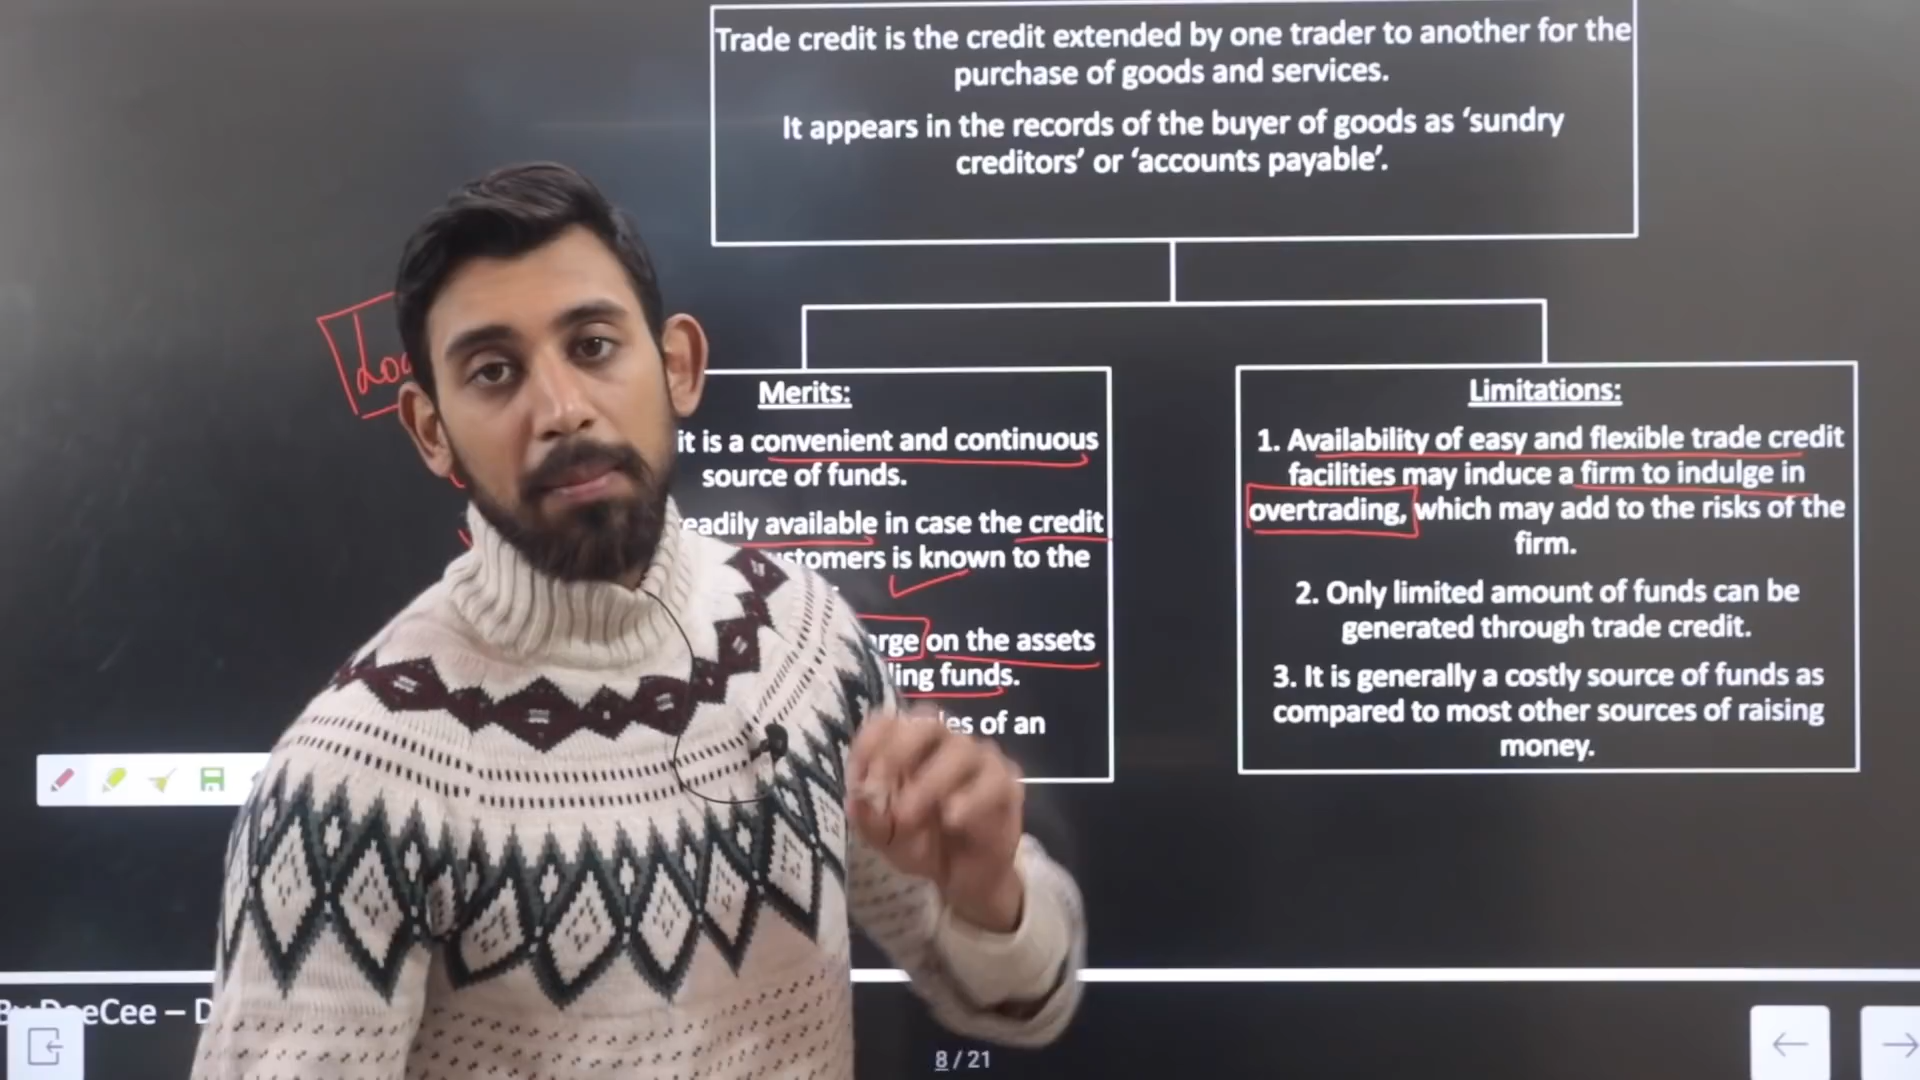 Trade credit is the credit extended by one trader to another for the
purchase of goods and services.
It appears in the records of the buyer of goods as ‘sundry
creditors’ or ‘accounts payable’.
Merits:
it is a convenient and continuous
source of funds.
eadily available in case the credit
stomers is known to the
rge on the assets
ling funds.
les of an
Limitations:
1. Availability of easy and flexible trade credit
facilities may induce a firm to indulge in
overtrading, which may add to the risks of the
firm.
2. Only limited amount of funds can be
generated through trade credit.
3. It is generally a costly source of funds as
compared to most other sources of raising
money.
By DeeCee – D
8 / 21